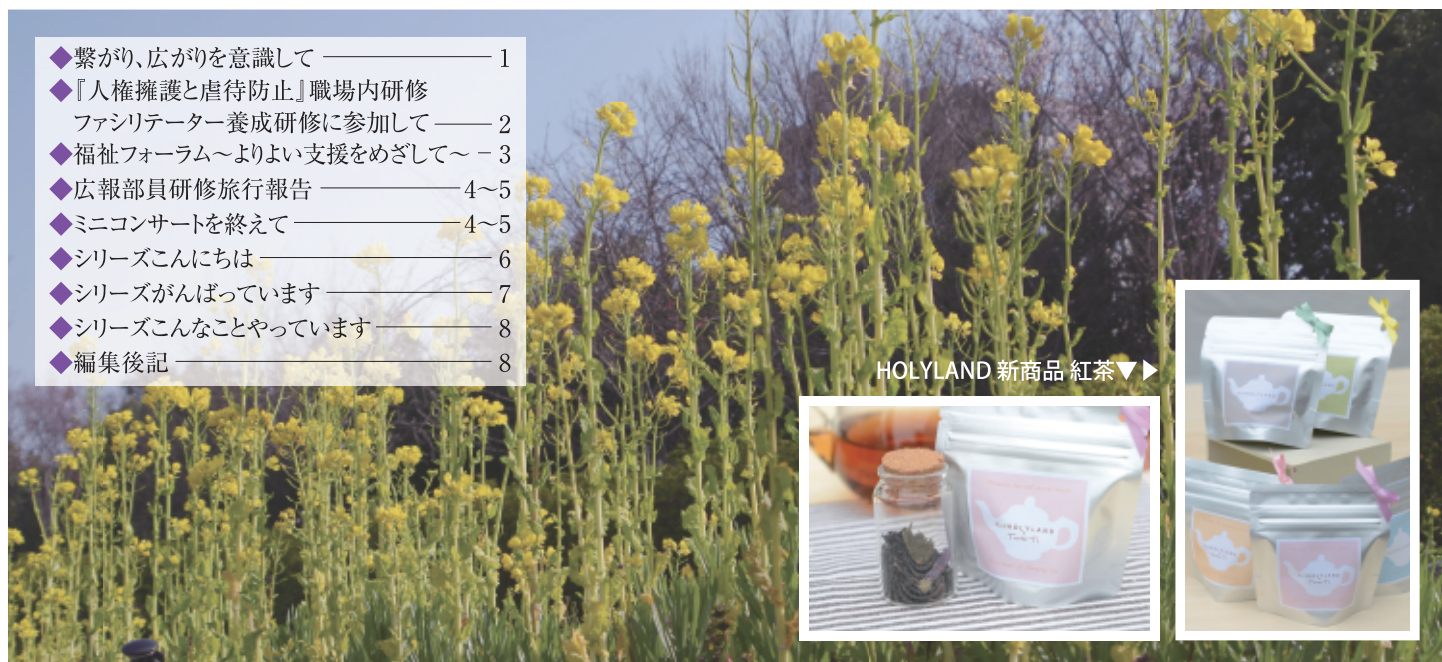 ◆繋がり、広がりを意識して ― 1
◆『人権擁護と虐待防止』職場内研修
ファシリテーター養成研修に参加して ― 2
◆福祉フォーラム～よりよい支援をめざして～ ― 3
◆広報部員研修旅行報告 ― 4～5
◆ミニコンサートを終えて ― 4～5
◆シリーズこんにちは ― 6
◆シリーズがんばっています ― 7
◆シリーズこんなことやっています ― 8
◆編集後記 ― 8
HOLYLAND 新商品 紅茶▼▶